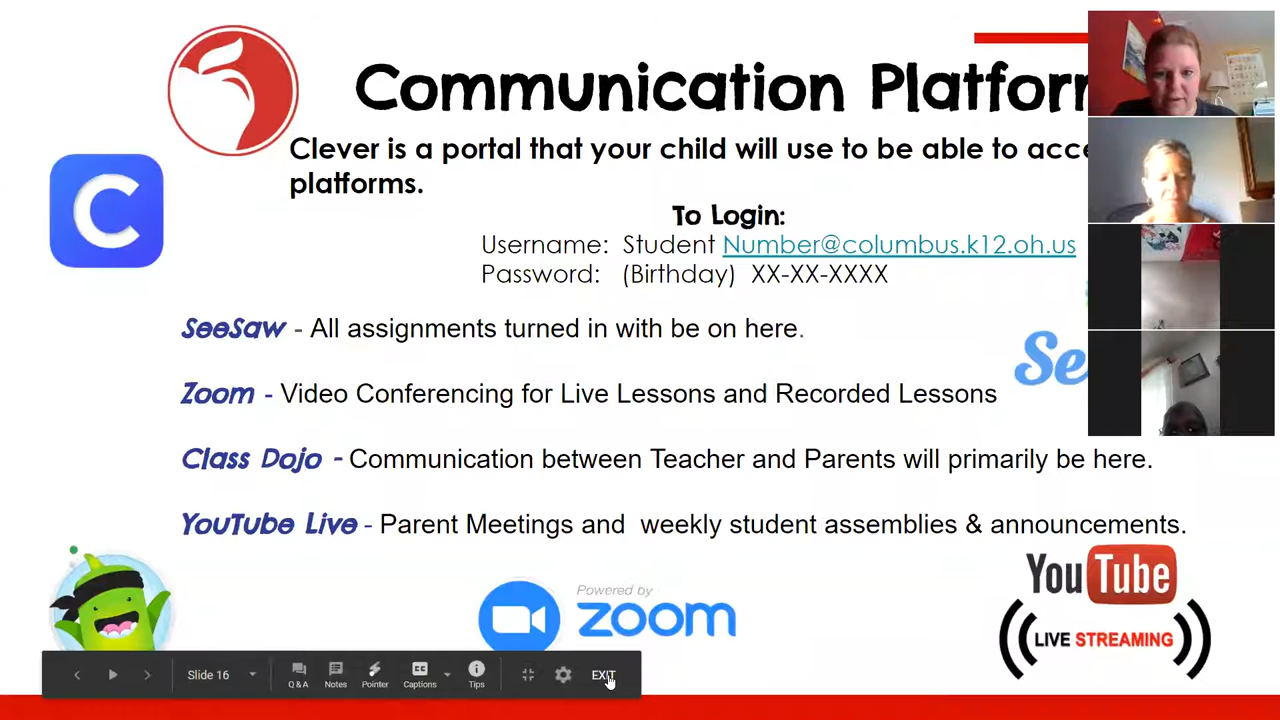 Communication Platfor
Clever is a portal that your child will use to be able to acce
platforms.
To Login:
Username: Student Number@columbus.k12.oh.us
Password: (Birthday) XX-XX-XXXX
SeeSaw - All assignments turned in with be on here.
Se
Zoom - Video Conferencing for Live Lessons and Recorded Lessons
Class Dojo - Communication between Teacher and Parents will primarily be here.
YouTube Live - Parent Meetings and weekly student assemblies & announcements.
Powered by
zoom
YouTube
LIVE STREAMING
Slide 16
Q & A
Notes
Pointer
CC
Captions
Tips
EXIT